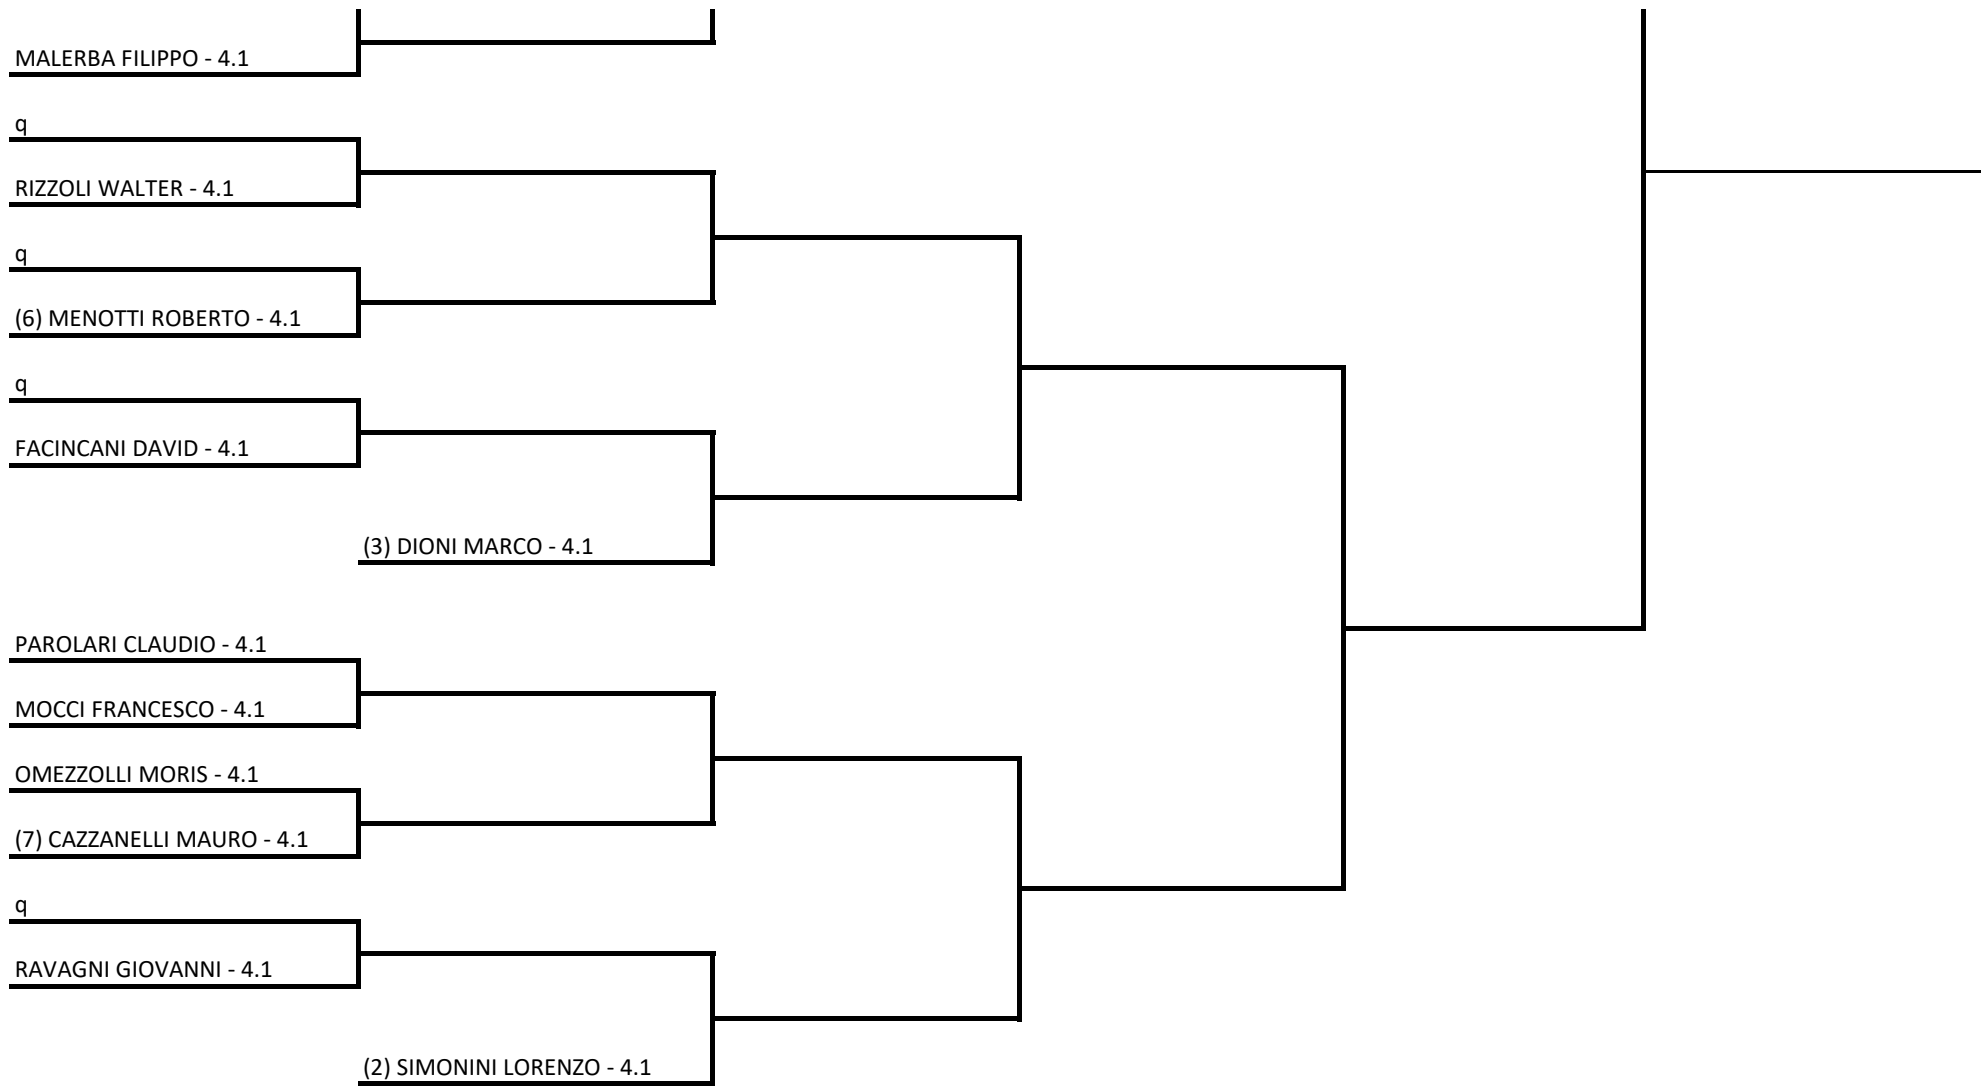 MALERBA FILIPPO - 4.1
q
RIZZOLI WALTER - 4.1
q
(6) MENOTTI ROBERTO - 4.1
q
FACINCANI DAVID - 4.1
(3) DIONI MARCO - 4.1
PAROLARI CLAUDIO - 4.1
MOCCI FRANCESCO - 4.1
OMEZZOLLI MORIS - 4.1
(7) CAZZANELLI MAURO - 4.1
q
RAVAGNI GIOVANNI - 4.1
(2) SIMONINI LORENZO - 4.1